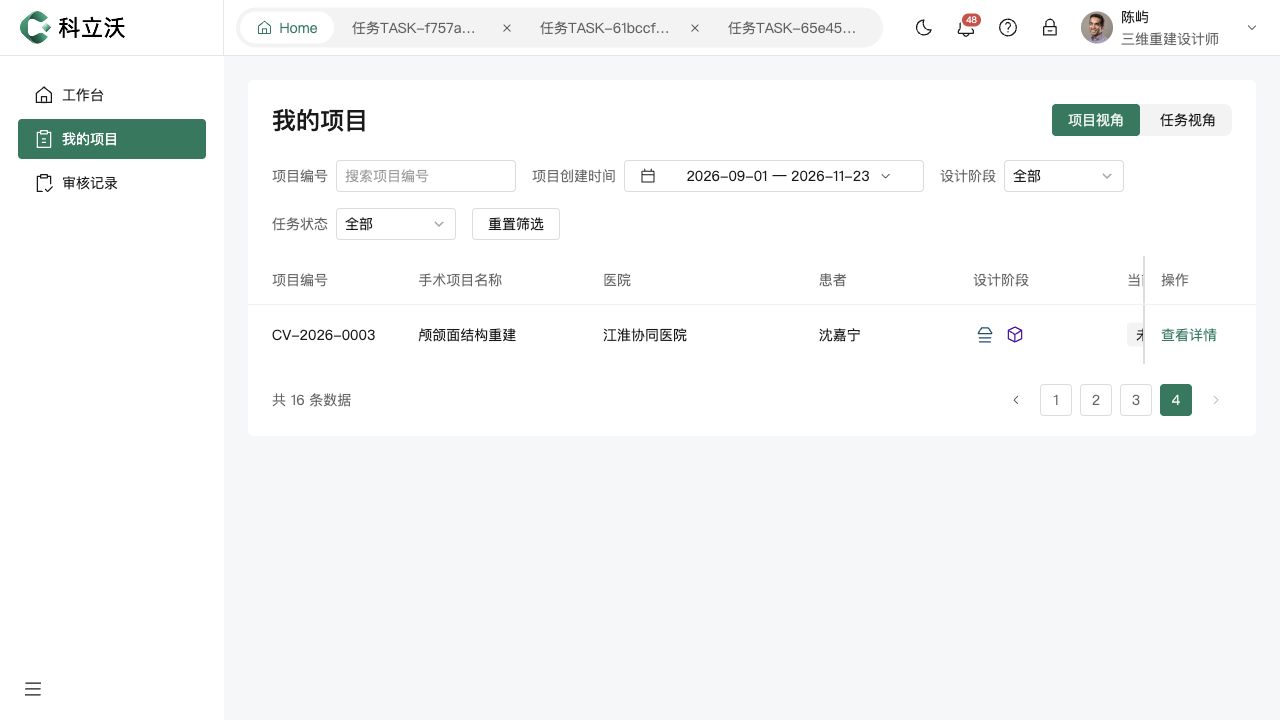 科立沃
Home
任务TASK-f757a...
任务TASK-61bccf...
任务TASK-65e45...
48
陈屿
三维重建设计师
工作台
我的项目
审核记录
我的项目
项目视角
任务视角
项目编号
搜索项目编号
项目创建时间
2026-09-01 — 2026-11-23
设计阶段
全部
任务状态
全部
重置筛选
项目编号
手术项目名称
医院
患者
设计阶段
操作
CV-2026-0003
颅颌面结构重建
江淮协同医院
沈嘉宁
查看详情
共 16 条数据
1
2
3
4